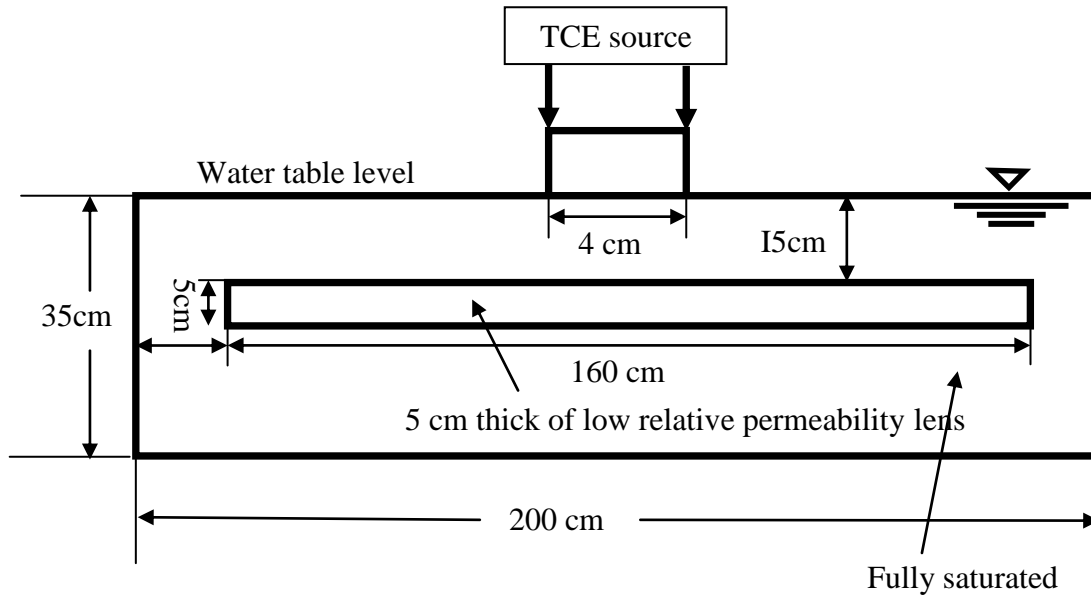 TCE source
Water table level
4 cm
I5cm
5cm
35cm
160 cm
5 cm thick of low relative permeability lens
200 cm
Fully saturated